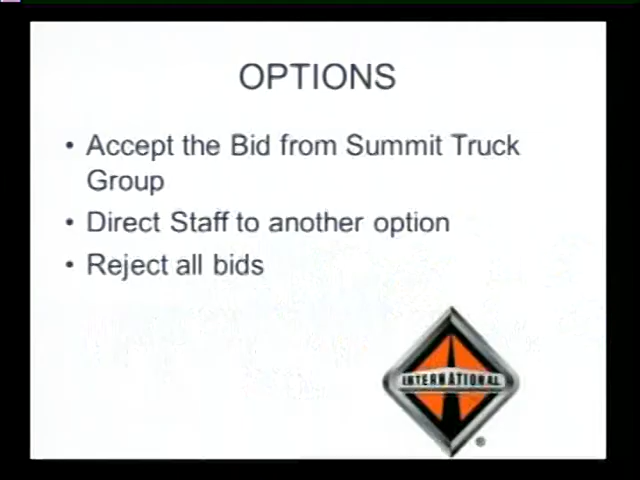 OPTIONS
• Accept the Bid from Summit Truck
Group
• Direct Staff to another option
• Reject all bids
INTERNATIONAL
®